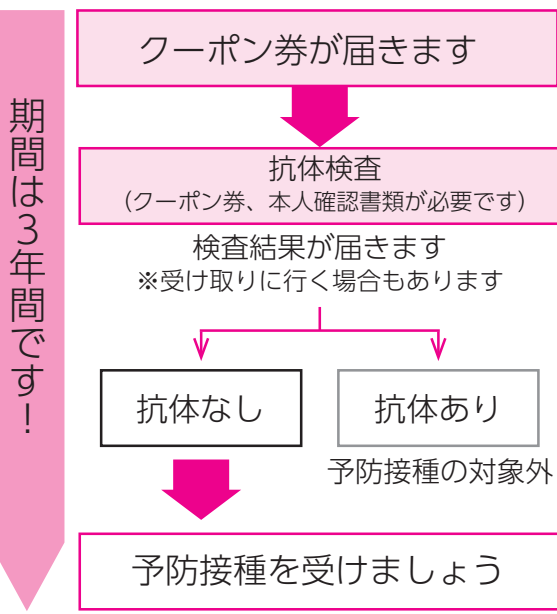 期間は3年間です！
クーポン券が届きます
抗体検査
（クーポン券、本人確認書類が必要です）
検査結果が届きます
※受け取りに行く場合もあります
抗体なし
抗体あり
予防接種の対象外
予防接種を受けましょう